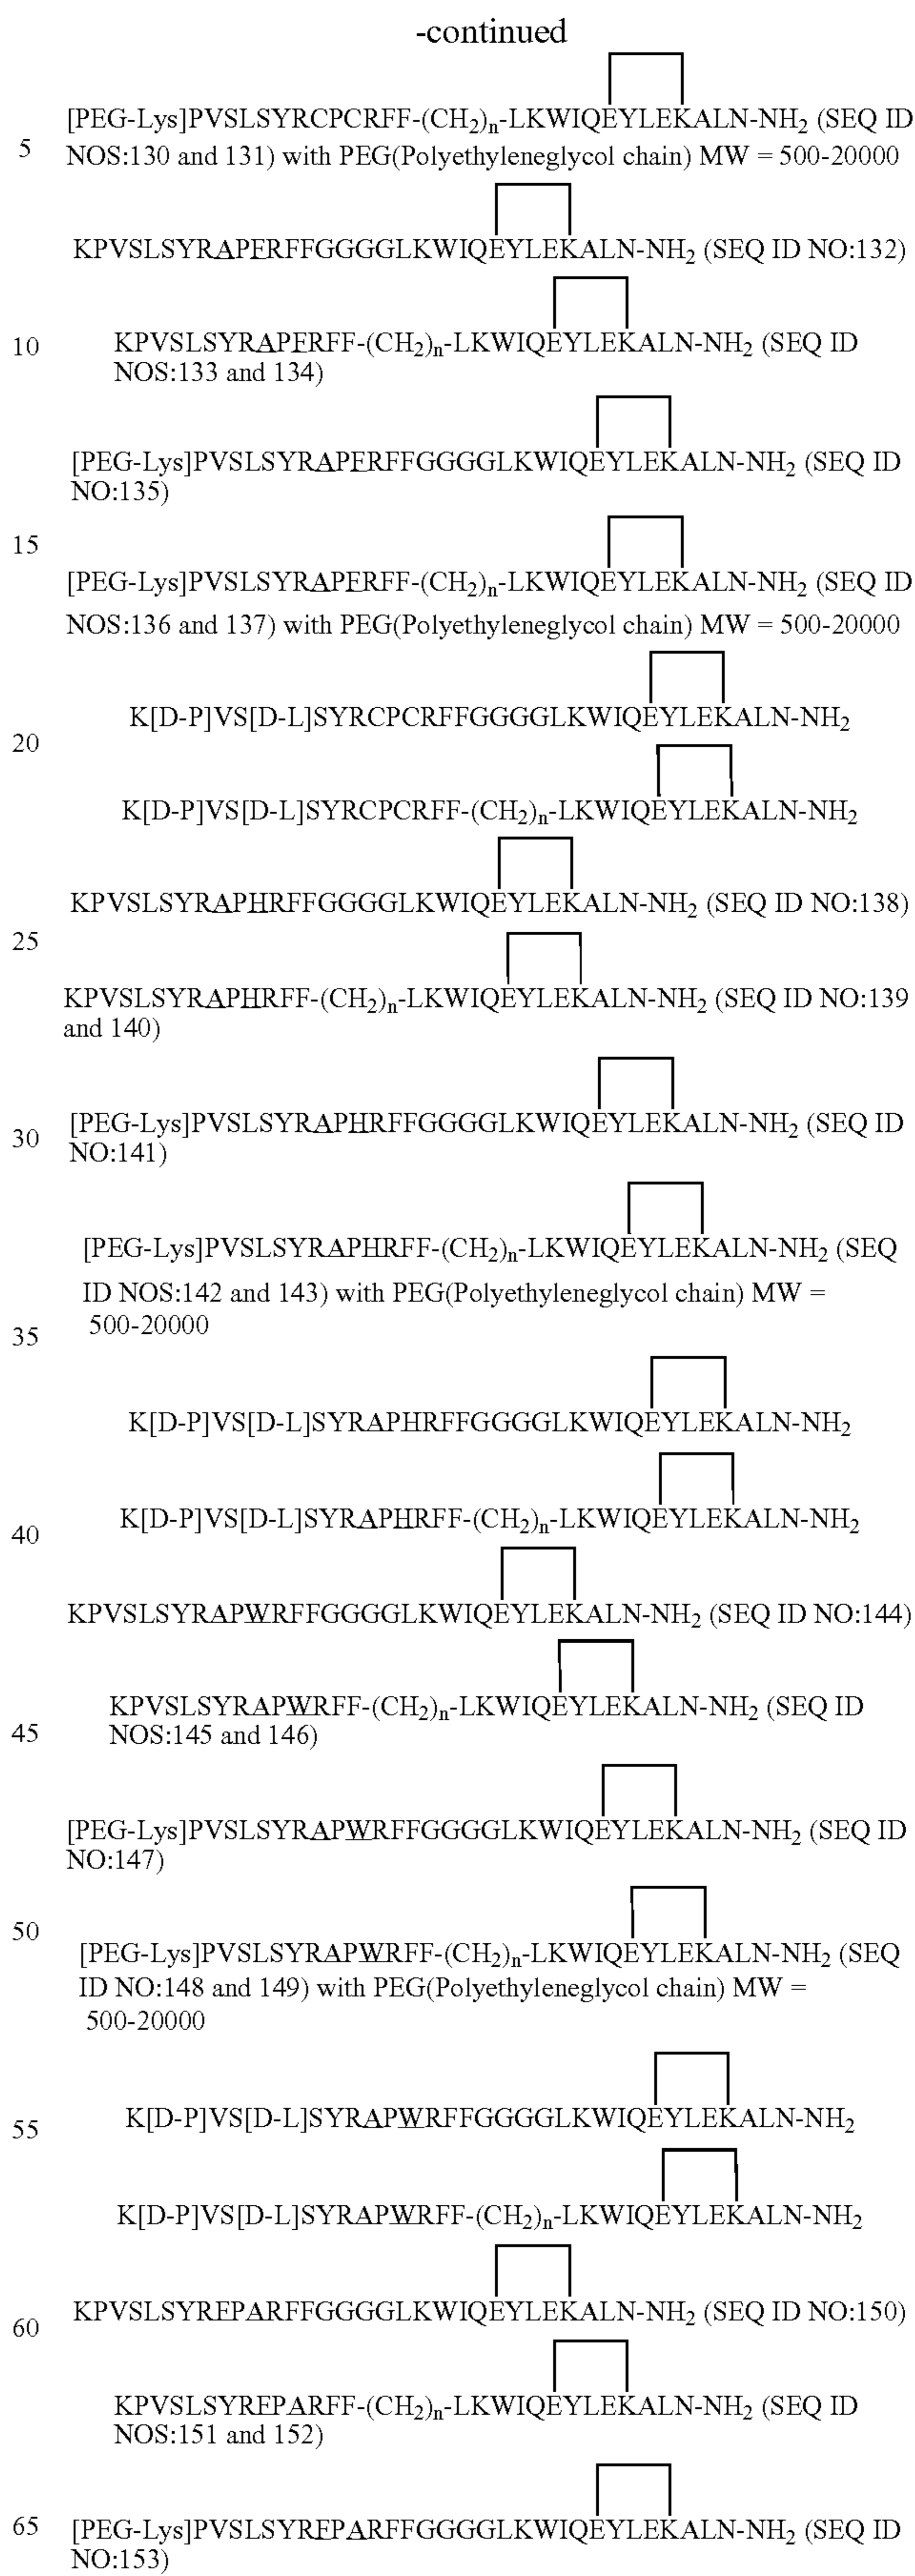 -continued
[PEG-Lys]PVSLSYRCPCRFF-(CH₂)ₙ-LKWIQEYLEKALN-NH₂ (SEQ ID
5
NOS:130 and 131) with PEG(Polyethyleneglycol chain) MW = 500-20000
KPVSLSYRAPFRFFGGGGLKWIQEYLEKALN-NH₂ (SEQ ID NO:132)
10
KPVSLSYRAPFRFF-(CH₂)ₙ-LKWIQEYLEKALN-NH₂ (SEQ ID
NOS:133 and 134)
[PEG-Lys]PVSLSYRAPFRFFGGGGLKWIQEYLEKALN-NH₂ (SEQ ID
NO:135)
15
[PEG-Lys]PVSLSYRAPFRFF-(CH₂)ₙ-LKWIQEYLEKALN-NH₂ (SEQ ID
NOS:136 and 137) with PEG(Polyethyleneglycol chain) MW = 500-20000
K[D-P]VS[D-L]SYRCPCRFFGGGGLKWIQEYLEKALN-NH₂
20
K[D-P]VS[D-L]SYRCPCRFF-(CH₂)ₙ-LKWIQEYLEKALN-NH₂
KPVSLSYRAPHRFFGGGGLKWIQEYLEKALN-NH₂ (SEQ ID NO:138)
25
KPVSLSYRAPHRFF-(CH₂)ₙ-LKWIQEYLEKALN-NH₂ (SEQ ID NO:139
and 140)
[PEG-Lys]PVSLSYRAPHRFFGGGGLKWIQEYLEKALN-NH₂ (SEQ ID
30
NO:141)
[PEG-Lys]PVSLSYRAPHRFF-(CH₂)ₙ-LKWIQEYLEKALN-NH₂ (SEQ
ID NOS:142 and 143) with PEG(Polyethyleneglycol chain) MW =
500-20000
35
K[D-P]VS[D-L]SYRAPHRFFGGGGLKWIQEYLEKALN-NH₂
K[D-P]VS[D-L]SYRAPHRFF-(CH₂)ₙ-LKWIQEYLEKALN-NH₂
40
KPVSLSYRAPWRFFGGGGLKWIQEYLEKALN-NH₂ (SEQ ID NO:144)
KPVSLSYRAPWRFF-(CH₂)ₙ-LKWIQEYLEKALN-NH₂ (SEQ ID
45
NOS:145 and 146)
[PEG-Lys]PVSLSYRAPWRFFGGGGLKWIQEYLEKALN-NH₂ (SEQ ID
NO:147)
50
[PEG-Lys]PVSLSYRAPWRFF-(CH₂)ₙ-LKWIQEYLEKALN-NH₂ (SEQ
ID NO:148 and 149) with PEG(Polyethyleneglycol chain) MW =
500-20000
K[D-P]VS[D-L]SYRAPWRFFGGGGLKWIQEYLEKALN-NH₂
55
K[D-P]VS[D-L]SYRAPWRFF-(CH₂)ₙ-LKWIQEYLEKALN-NH₂
KPVSLSYRFPARFFGGGGLKWIQEYLEKALN-NH₂ (SEQ ID NO:150)
60
KPVSLSYRFPARFF-(CH₂)ₙ-LKWIQEYLEKALN-NH₂ (SEQ ID
NOS:151 and 152)
65
[PEG-Lys]PVSLSYRFPARFFGGGGLKWIQEYLEKALN-NH₂ (SEQ ID
NO:153)